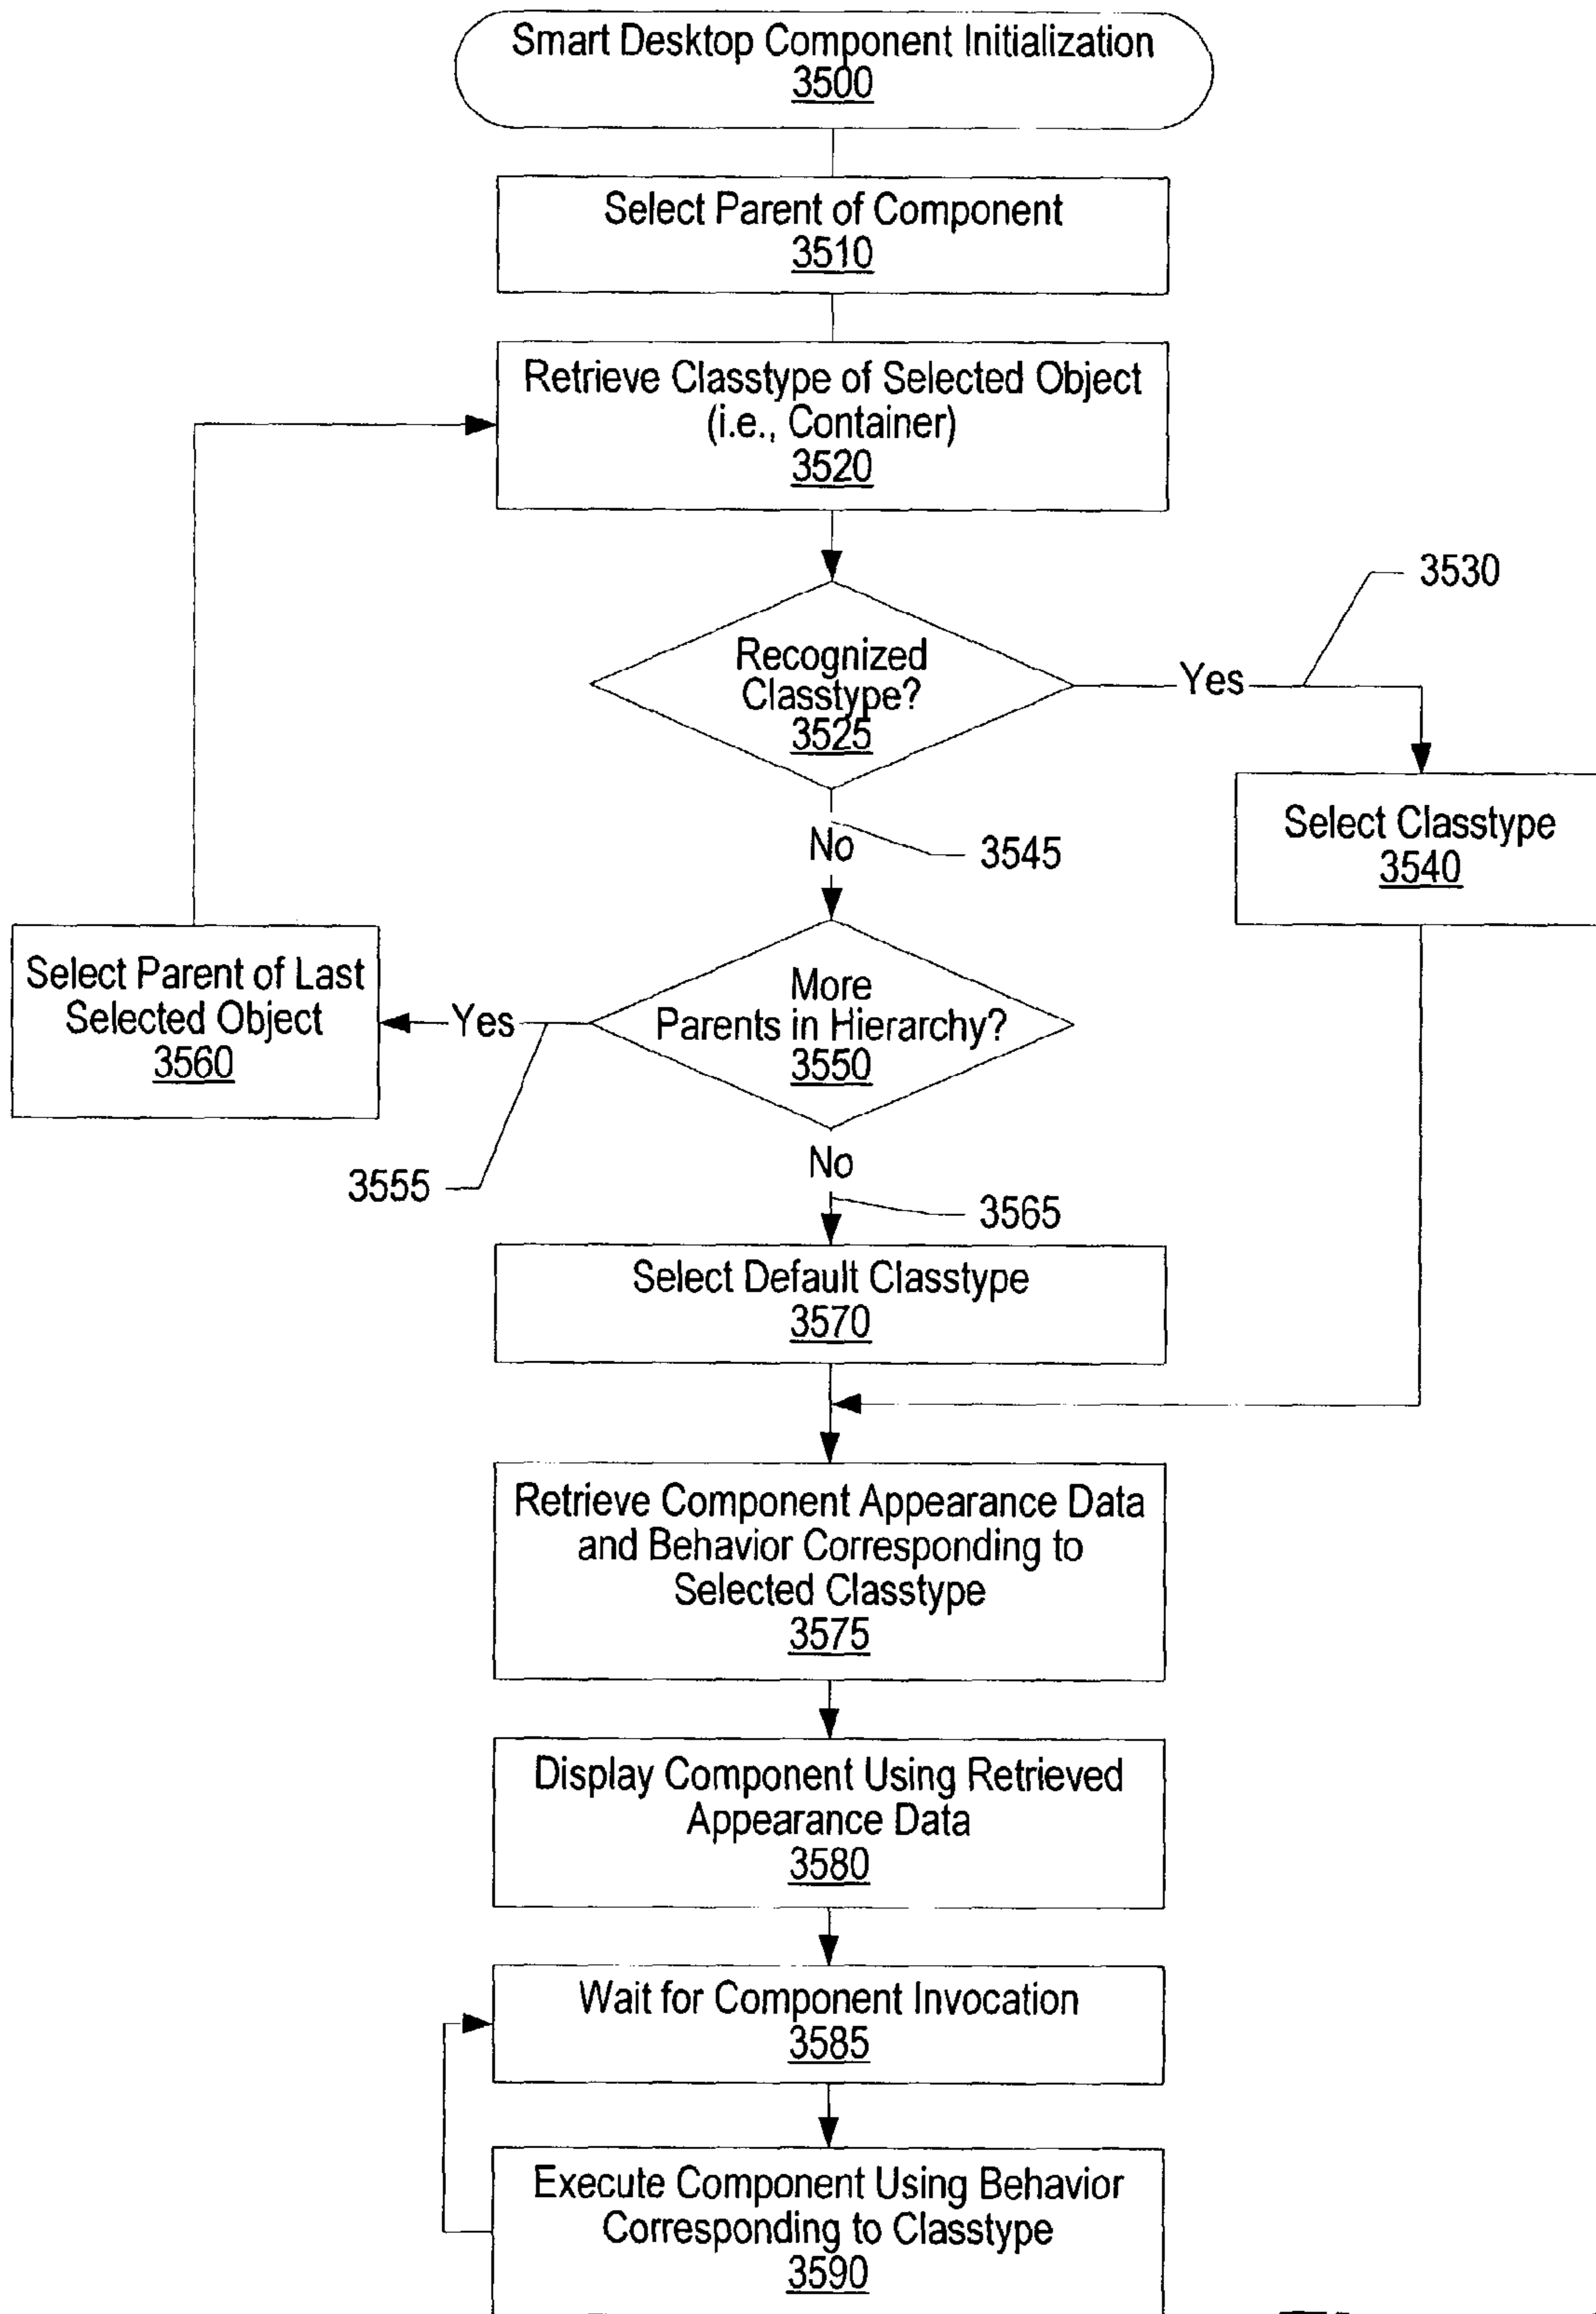 Smart Desktop Component Initialization
3500
Select Parent of Component
3510
Retrieve Classtype of Selected Object
(i.e., Container)
3520
Recognized
Classtype?
3525
Yes
3530
Select Classtype
3540
No
3545
More
Parents in Hierarchy?
3550
Yes
3555
Select Parent of Last
Selected Object
3560
No
3565
Select Default Classtype
3570
Retrieve Component Appearance Data
and Behavior Corresponding to
Selected Classtype
3575
Display Component Using Retrieved
Appearance Data
3580
Wait for Component Invocation
3585
Execute Component Using Behavior
Corresponding to Classtype
3590